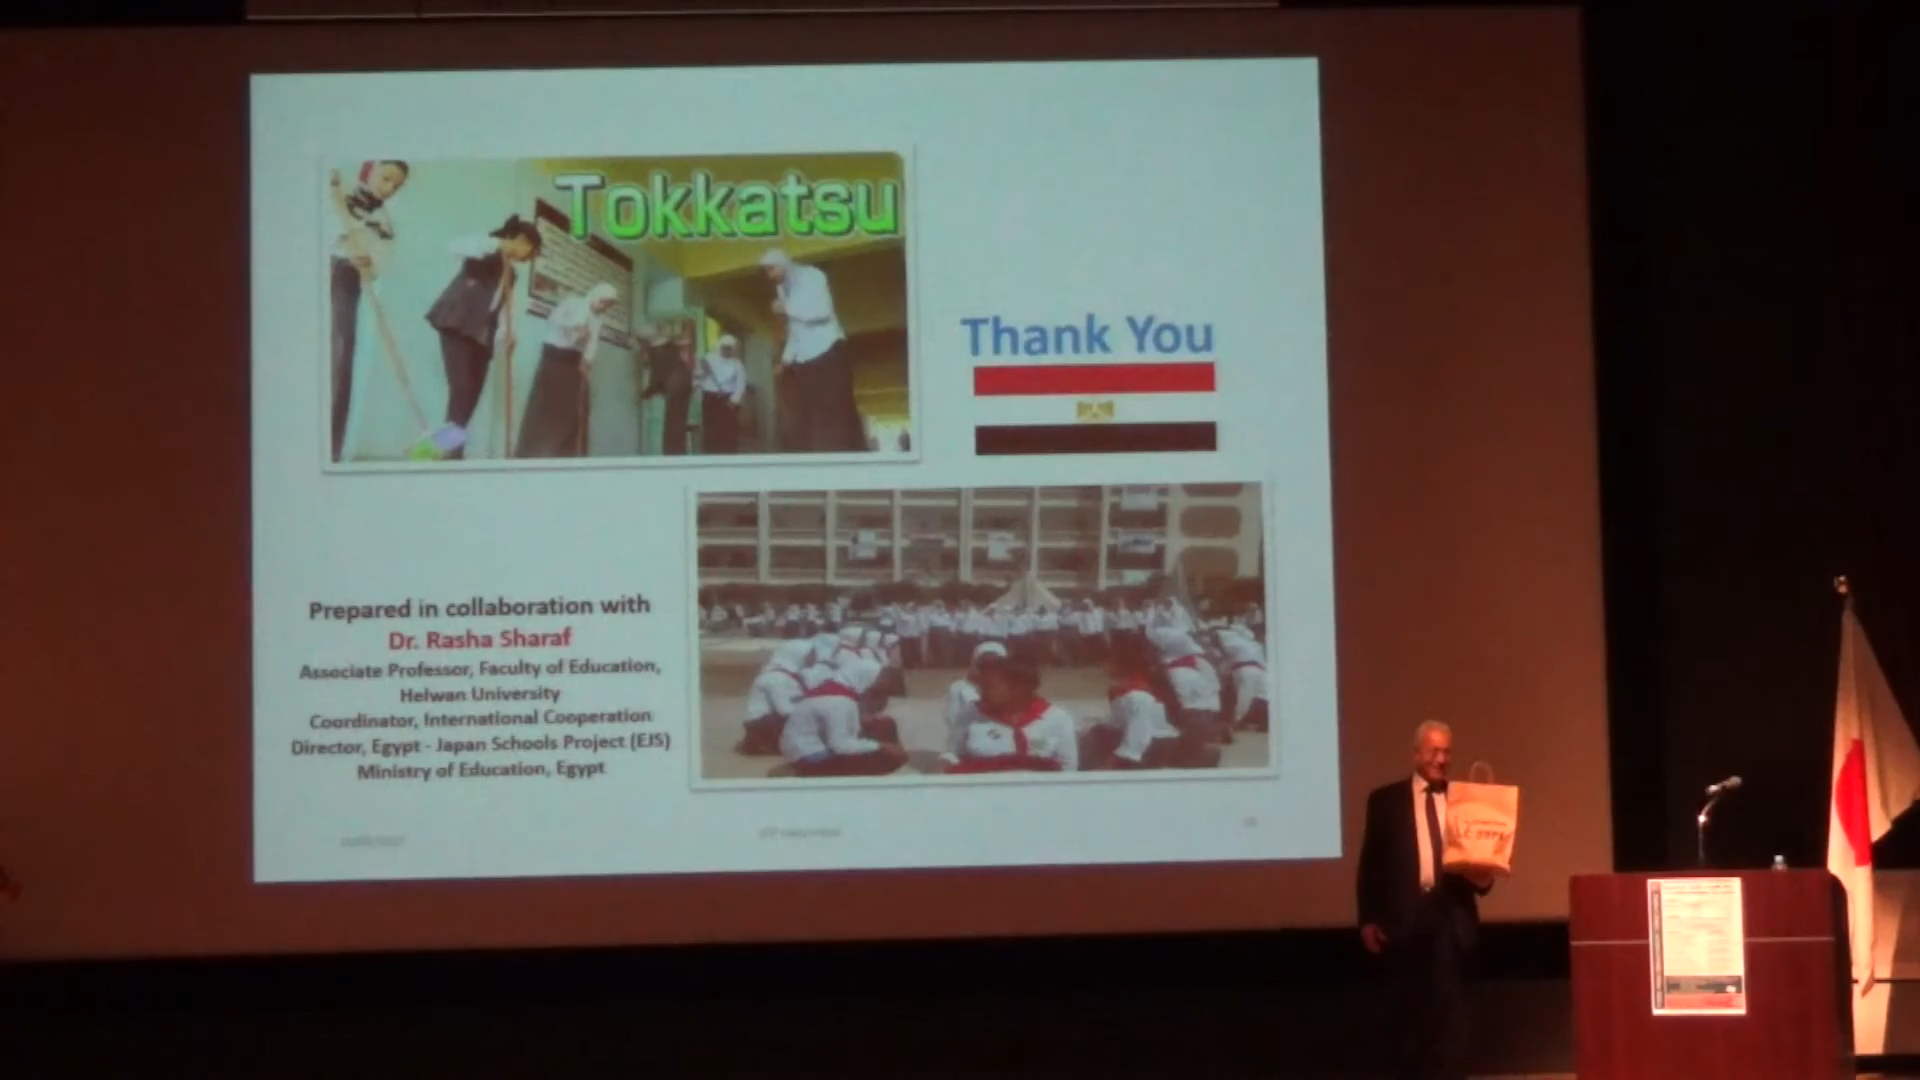 Tokkatsu
Thank You
Prepared in collaboration with
Dr. Rasha Sharaf
Associate Professor, Faculty of Education,
Helwan University
Coordinator, International Cooperation
Director, Egypt - Japan Schools Project (EJS)
Ministry of Education, Egypt